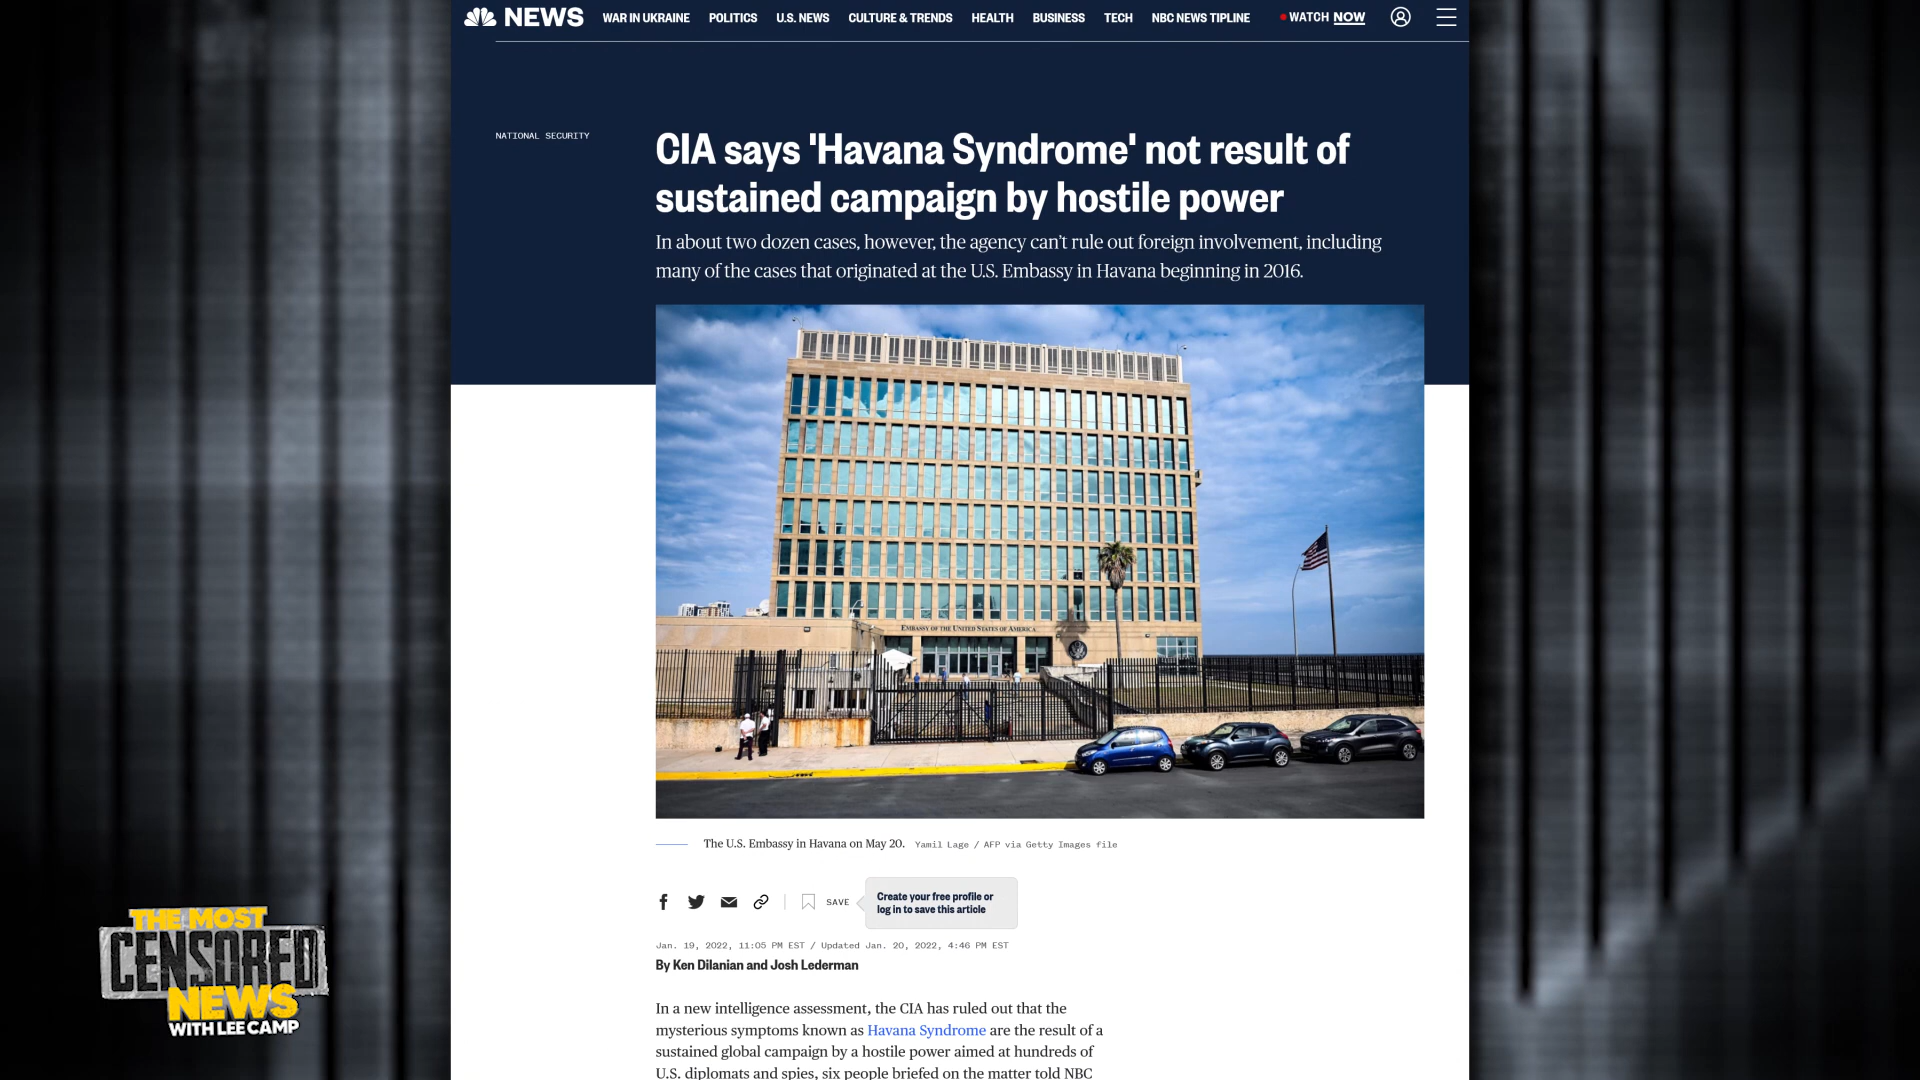 NEWS WAR IN UKRAINE POLITICS U.S. NEWS CULTURE & TRENDS HEALTH BUSINESS TECH NBC NEWS TIPLINE WATCH NOW
NATIONAL SECURITY
CIA says 'Havana Syndrome' not result of
sustained campaign by hostile power
In about two dozen cases, however, the agency can’t rule out foreign involvement, including
many of the cases that originated at the U.S. Embassy in Havana beginning in 2016.
EMBASSY OF THE UNITED STATES OF AMERICA
The U.S. Embassy in Havana on May 20. Yamil Lage / AFP via Getty Images file
SAVE
Create your free profile or
log in to save this article
Jan. 19, 2022, 11:05 PM EST / Updated Jan. 20, 2022, 4:46 PM EST
By Ken Dilanian and Josh Lederman
In a new intelligence assessment, the CIA has ruled out that the
mysterious symptoms known as Havana Syndrome are the result of a
sustained global campaign by a hostile power aimed at hundreds of
U.S. diplomats and spies, six people briefed on the matter told NBC
THE MOST
CENSORED
NEWS
WITH LEE CAMP